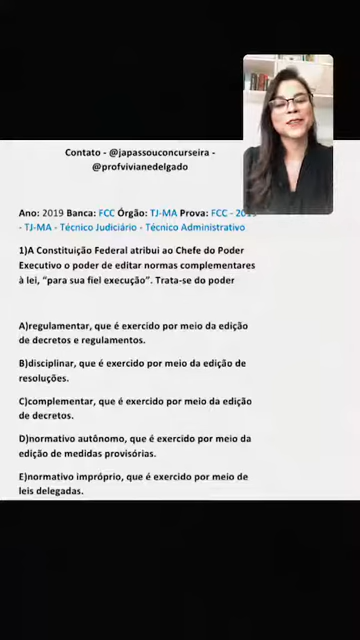 Contato - @japassouconcurseira -
@profvivianedelgado
Ano: 2019 Banca: FCC Órgão: TJ-MA Prova: FCC -
- TJ-MA - Técnico Judiciário - Técnico Administrativo
1)A Constituição Federal atribui ao Chefe do Poder
Executivo o poder de editar normas complementares
à lei, “para sua fiel execução”. Trata-se do poder
A)regulamentar, que é exercido por meio da edição
de decretos e regulamentos.
B)disciplinar, que é exercido por meio da edição de
resoluções.
C)complementar, que é exercido por meio da edição
de decretos.
D)normativo autônomo, que é exercido por meio da
edição de medidas provisórias.
E)normativo impróprio, que é exercido por meio de
leis delegadas.